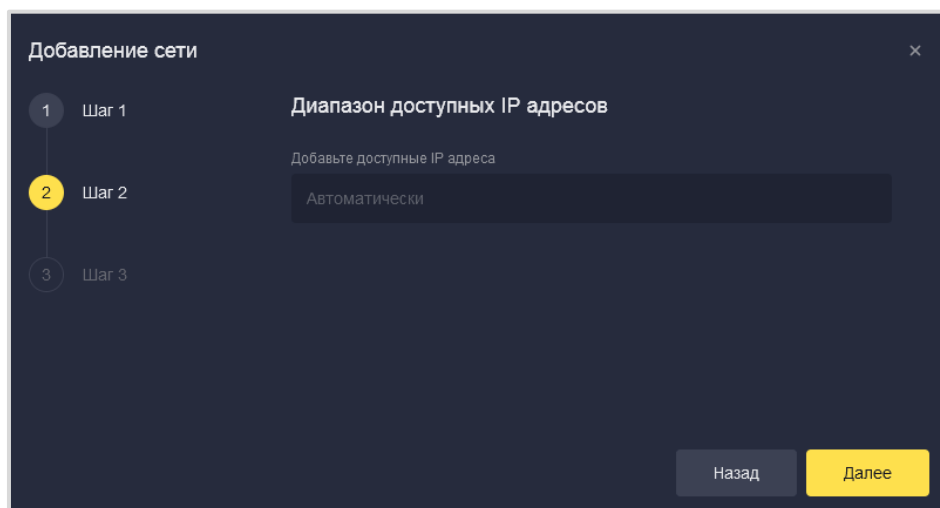 Добавление сети
×
1 Шаг 1
Диапазон доступных IP адресов
Добавьте доступные IP адреса
Автоматически
2 Шаг 2
3 Шаг 3
Назад
Далее